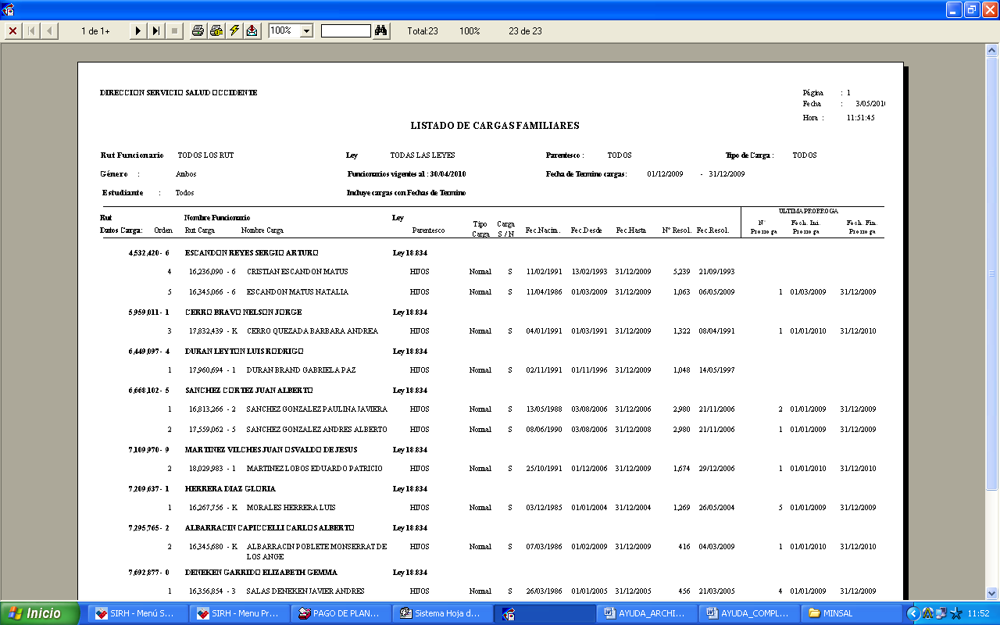 1 de 1+ 100% Total:23 100% 23 de 23
DIRECCION SERVICIO SALUD OCCIDENTE
Página : 1
Fecha : 3/05/201
Hora : 11:51:45
LISTADO DE CARGAS FAMILIARES
Rut Funcionario TODOS LOS RUT Ley TODAS LAS LEYES Parentesco : TODOS Tipo de Carga : TODOS
Género : Ambos Funcionarios vigentes al : 30/04/2010 Fecha de Termino cargas: 01/12/2009 - 31/12/2009
Estudiante : Todos Incluye cargas con Fechas de Termino
ULTIMA PRORROGA
Rut Nombre Funcionario Ley
Datos Carga: Orden Rut Carga Nombre Carga Parentesco Tipo Carga Carga S / N Fec.Nacim. Fec.Desde Fec.Hasta Nº Resol. Fec.Resol. Nº Prorroga Fech. Ini. Prorroga Fech. Fin. Prorroga
4,532,420 - 6 ESCANDON REYES SERGIO ARTURO Ley 18.834
4 16,236,090 - 6 CRISTIAN ESCANDON MATUS HIJOS Normal S 11/02/1991 13/02/1993 31/12/2009 5,239 21/09/1993
5 16,345,066 - 6 ESCANDON MATUS NATALIA HIJOS Normal S 11/04/1986 01/03/2009 31/12/2009 1,063 06/05/2009 1 01/03/2009 31/12/2009
5,959,011 - 1 CERRO BRAVO NELSON JORGE Ley 18.834
3 17,832,439 - K CERRO QUEZADA BARBARA ANDREA HIJOS Normal S 04/01/1991 01/03/1991 31/12/2009 1,322 08/04/1991 1 01/01/2010 31/12/2010
6,449,097 - 4 DURAN LEYTON LUIS RODRIGO Ley 18.834
1 17,960,694 - 1 DURAN BRAND GABRIELA PAZ HIJOS Normal S 02/11/1991 01/11/1996 31/12/2009 1,048 14/05/1997
6,668,102 - 5 SANCHEZ CORTEZ JUAN ALBERTO Ley 18.834
1 16,813,266 - 2 SANCHEZ GONZALEZ PAULINA JAVIERA HIJOS Normal S 13/05/1988 03/08/2006 31/12/2006 2,980 21/11/2006 2 01/01/2009 31/12/2009
2 17,559,062 - 5 SANCHEZ GONZALEZ ANDRES ALBERTO HIJOS Normal S 08/06/1990 03/08/2006 31/12/2008 2,980 21/11/2006 1 01/01/2009 31/12/2009
7,109,970 - 9 MARTINEZ VILCHES JUAN OSVALDO DE JESUS Ley 18.834
2 18,029,983 - 1 MARTINEZ LOBOS EDUARDO PATRICIO HIJOS Normal S 25/10/1991 01/12/2006 31/12/2009 1,674 29/12/2006 1 01/01/2010 31/12/2010
7,209,637 - 1 HERRERA DIAZ GLORIA Ley 18.834
1 16,267,756 - K MORALES HERRERA LUIS HIJOS Normal S 03/12/1985 01/01/2004 31/12/2004 1,269 26/05/2004 5 01/01/2009 31/12/2009
7,295,765 - 2 ALBARRACIN CAPICCELLI CARLOS ALBERTO Ley 18.834
2 16,345,680 - K ALBARRACIN POBLETE MONSERRAT DE HIJOS Normal S 07/03/1986 01/02/2009 31/12/2009 416 04/03/2009 1 01/01/2010 31/12/2010
LOS ANGE
7,692,877 - 0 DENEKEN GARRIDO ELIZABETH GEMMA Ley 18.834
1 16,356,854 - 3 SALAS DENEKEN JAVIER ANDRES HIJOS Normal S 26/03/1986 01/01/2005 31/12/2005 456 21/03/2005 4 01/01/2009 31/12/2009
Inicio SIRH - Menú S... SIRH - Menu Pr... PAGO DE PLAN... Sistema Hoja d... AYUDA_ARCHI... AYUDA_COMPL... MINSAL 11:52